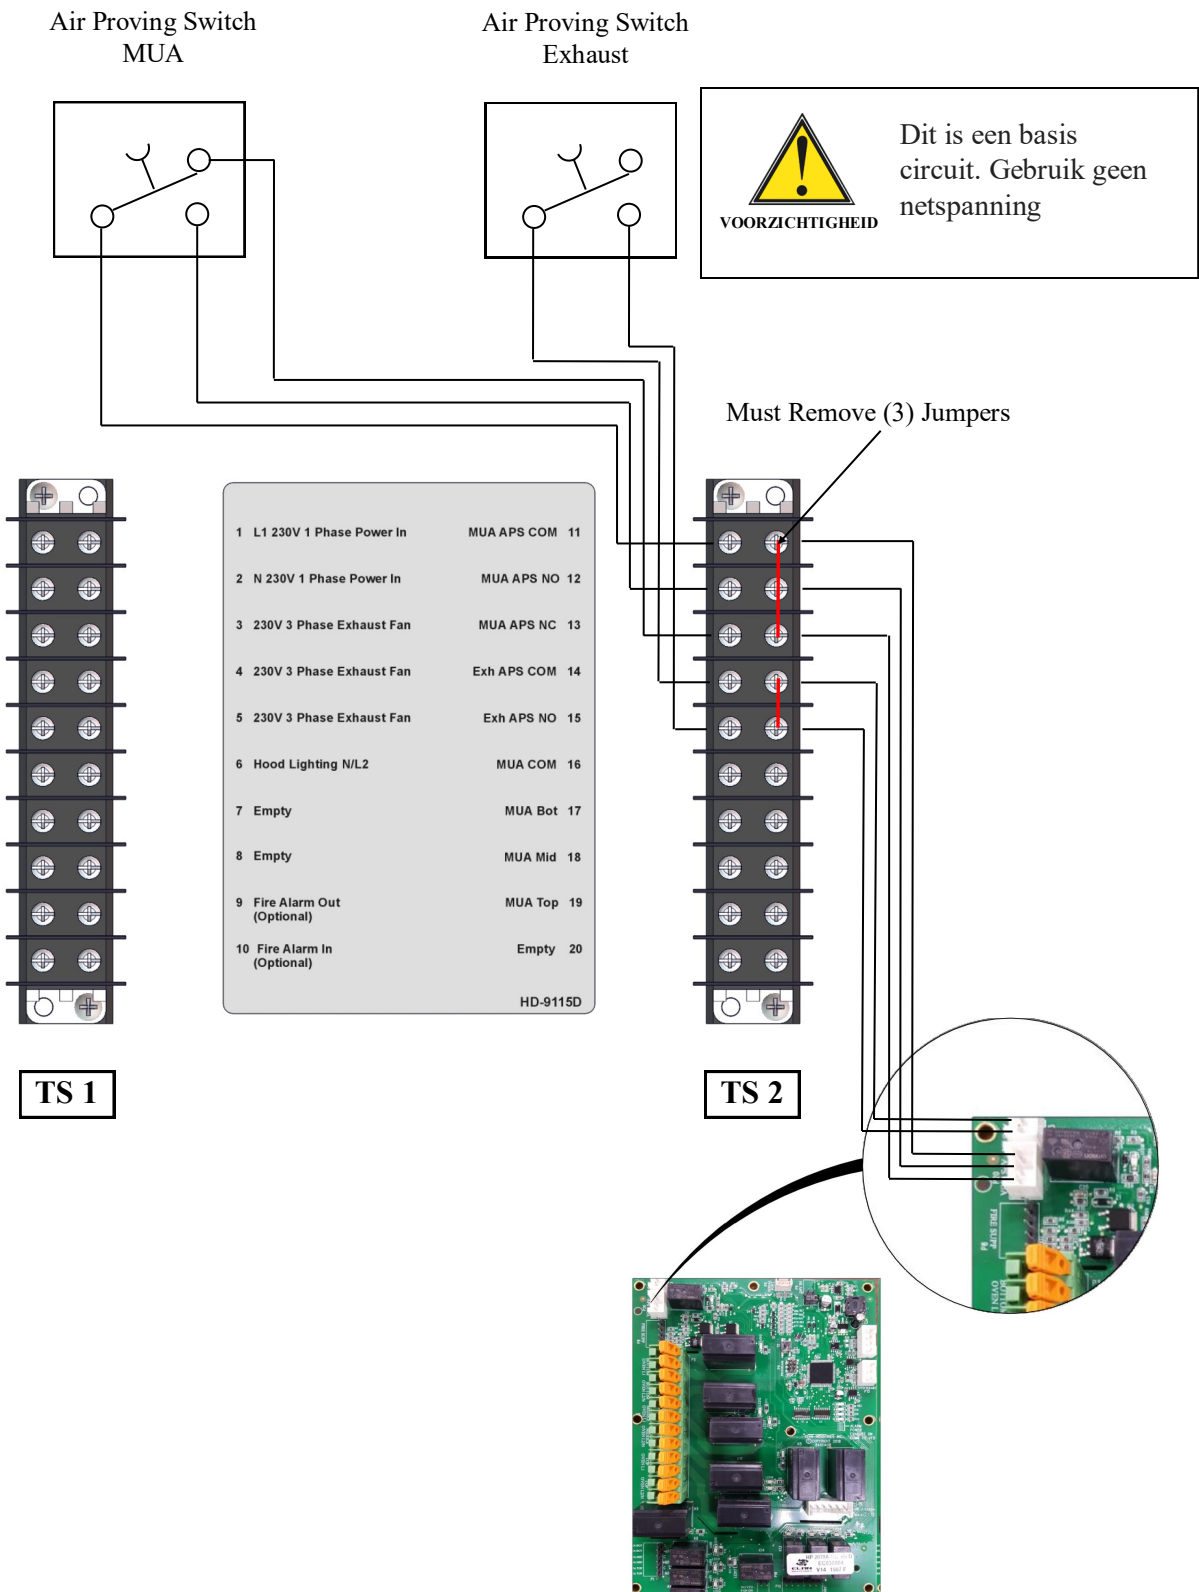 Air Proving Switch
MUA
Air Proving Switch
Exhaust
Dit is een basis
circuit. Gebruik geen
netspanning
VOORZICHTIGHEID
Must Remove (3) Jumpers
1 L1 230V 1 Phase Power In
MUA APS COM 11
2 N 230V 1 Phase Power In
MUA APS NO 12
3 230V 3 Phase Exhaust Fan
MUA APS NC 13
4 230V 3 Phase Exhaust Fan
Exh APS COM 14
5 230V 3 Phase Exhaust Fan
Exh APS NO 15
6 Hood Lighting N/L2
MUA COM 16
7 Empty
MUA Bot 17
8 Empty
MUA Mid 18
9 Fire Alarm Out
(Optional)
MUA Top 19
10 Fire Alarm In
(Optional)
Empty 20
HD-9115D
TS 1
TS 2
FIRE SUPP